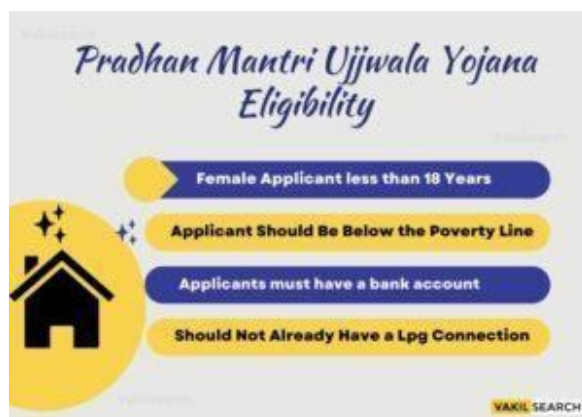 Pradhan Mantri Ujjwala Yojana
Eligibility
Female Applicant less than 18 Years
Applicant Should Be Below the Poverty Line
Applicants must have a bank account
Should Not Already Have a Lpg Connection
VAKIL SEARCH